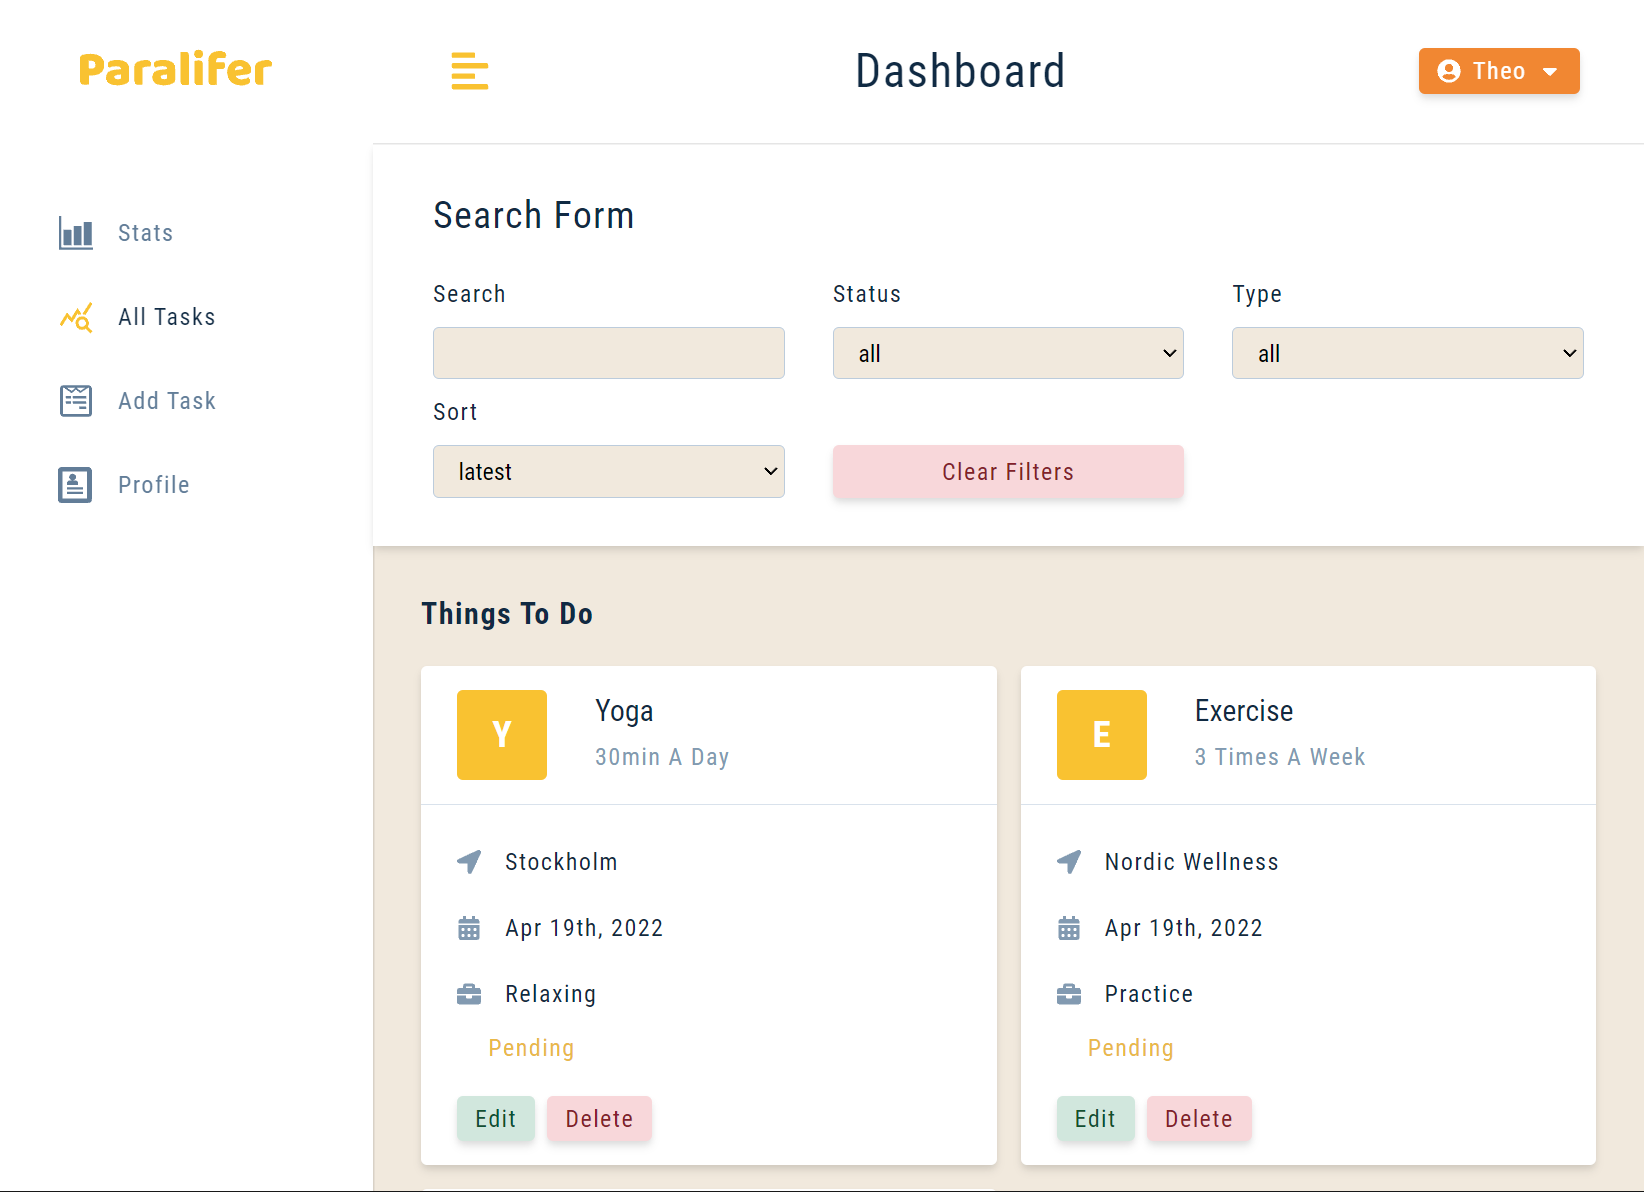 Paralifer
Dashboard
Theo
Stats
All Tasks
Add Task
Profile
Search Form
Search
Status
Type
all
all
Sort
latest
Clear Filters
Things To Do
Y
Yoga
30min A Day
Stockholm
Apr 19th, 2022
Relaxing
Pending
Edit
Delete
E
Exercise
3 Times A Week
Nordic Wellness
Apr 19th, 2022
Practice
Pending
Edit
Delete